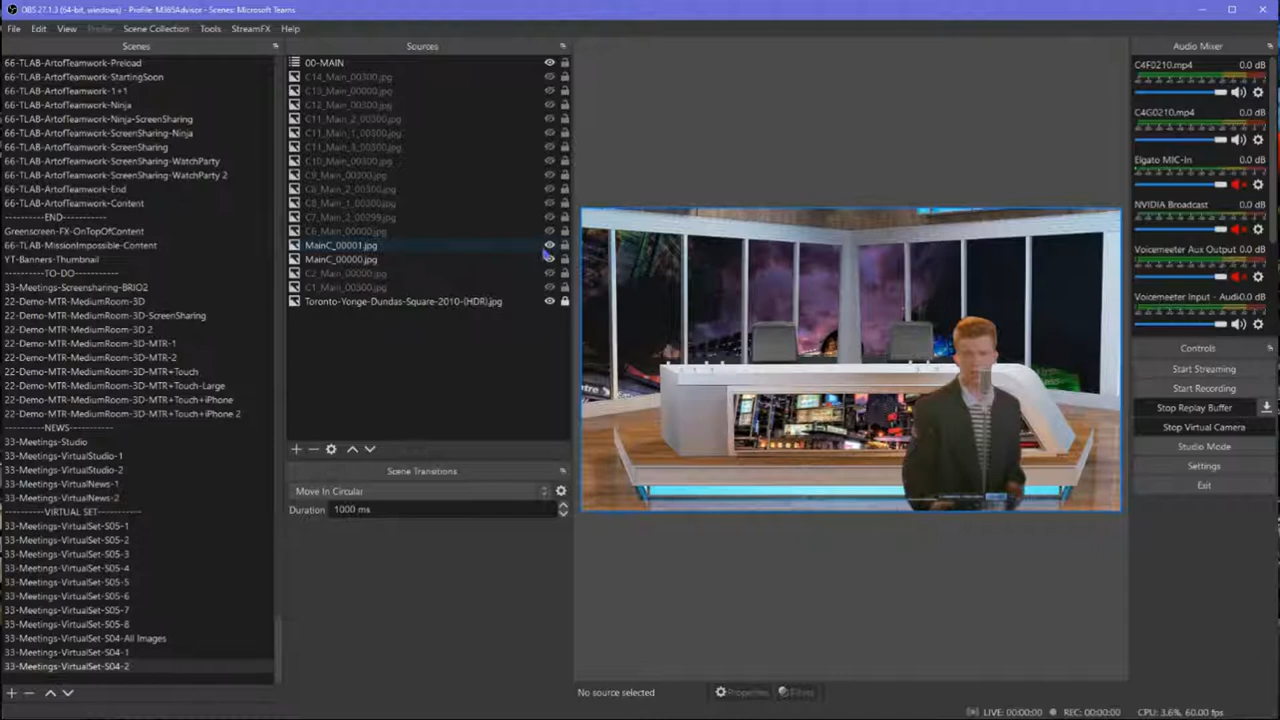 OBS 27.1.3 (64-bit, windows) - Profile: M365Advisor - Scenes: Microsoft Teams
File Edit View Profile Scene Collection Tools StreamFX Help
Scenes
66-TLAB-ArtofTeamwork-Preload
66-TLAB-ArtofTeamwork-StartingSoon
66-TLAB-ArtofTeamwork-1+1
66-TLAB-ArtofTeamwork-Ninja
66-TLAB-ArtofTeamwork-Ninja-ScreenSharing
66-TLAB-ArtofTeamwork-ScreenSharing-Ninja
66-TLAB-ArtofTeamwork-ScreenSharing
66-TLAB-ArtofTeamwork-ScreenSharing-WatchParty
66-TLAB-ArtofTeamwork-ScreenSharing-WatchParty 2
66-TLAB-ArtofTeamwork-End
66-TLAB-ArtofTeamwork-Content
----------END----------
Greenscreen-FX-OnTopOfContent
66-TLAB-MissionImpossible-Content
YT-Banners-Thumbnail
----------TO-DO----------
33-Meetings-Screensharing-BRIO2
22-Demo-MTR-MediumRoom-3D
22-Demo-MTR-MediumRoom-3D-ScreenSharing
22-Demo-MTR-MediumRoom-3D 2
22-Demo-MTR-MediumRoom-3D-MTR-1
22-Demo-MTR-MediumRoom-3D-MTR-2
22-Demo-MTR-MediumRoom-3D-MTR+Touch
22-Demo-MTR-MediumRoom-3D-MTR+Touch-Large
22-Demo-MTR-MediumRoom-3D-MTR+Touch+iPhone
22-Demo-MTR-MediumRoom-3D-MTR+Touch+iPhone 2
----------NEWS----------
33-Meetings-Studio
33-Meetings-VirtualStudio-1
33-Meetings-VirtualStudio-2
33-Meetings-VirtualNews-1
33-Meetings-VirtualNews-2
----------VIRTUAL SET----------
33-Meetings-VirtualSet-S05-1
33-Meetings-VirtualSet-S05-2
33-Meetings-VirtualSet-S05-3
33-Meetings-VirtualSet-S05-4
33-Meetings-VirtualSet-S05-5
33-Meetings-VirtualSet-S05-6
33-Meetings-VirtualSet-S05-7
33-Meetings-VirtualSet-S05-8
33-Meetings-VirtualSet-S04-All Images
33-Meetings-VirtualSet-S04-1
33-Meetings-VirtualSet-S04-2
Sources
00-MAIN
C14_Main_00300.jpg
C13_Main_00000.jpg
C12_Main_00300.jpg
C11_Main_2_00300.jpg
C11_Main_1_00300.jpg
C11_Main_3_00300.jpg
C10_Main_00300.jpg
C9_Main_00300.jpg
C8_Main_2_00300.jpg
C8_Main_1_00300.jpg
C7_Main_2_00299.jpg
C6_Main_00000.jpg
MainC_00001.jpg
MainC_00000.jpg
C2_Main_00000.jpg
C1_Main_00300.jpg
Toronto-Yonge-Dundas-Square-2010-(HDR).jpg
Scene Transitions
Move In Circular
Duration 1000 ms
No source selected
Properties
Filters
Audio Mixer
C4F0210.mp4 0.0 dB
C4G0210.mp4 0.0 dB
Elgato MIC-In 0.0 dB
NVIDIA Broadcast 0.0 dB
Voicemeeter Aux Output 0.0 dB
Voicemeeter Input - Audi 0.0 dB
Controls
Start Streaming
Start Recording
Stop Replay Buffer
Stop Virtual Camera
Studio Mode
Settings
Exit
LIVE: 00:00:00 REC: 00:00:00 CPU: 3.6%, 60.00 fps